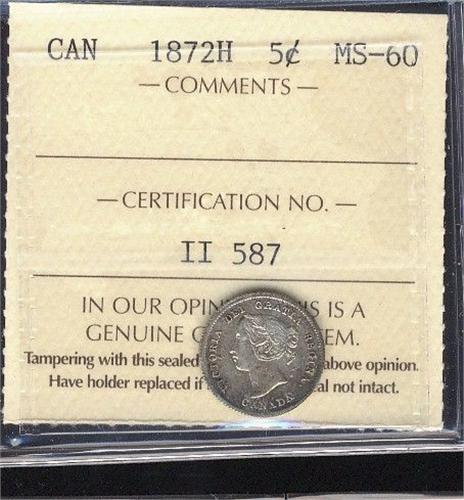 CAN 1872H 5¢ MS-60
— COMMENTS —
— CERTIFICATION NO. —
II 587
IN OUR OPIN IS IS A
GENUINE C EM.
Tampering with this sealed above opinion.
Have holder replaced if al not intact.
VICTORIA DEI GRATIA REGINA.
CANADA